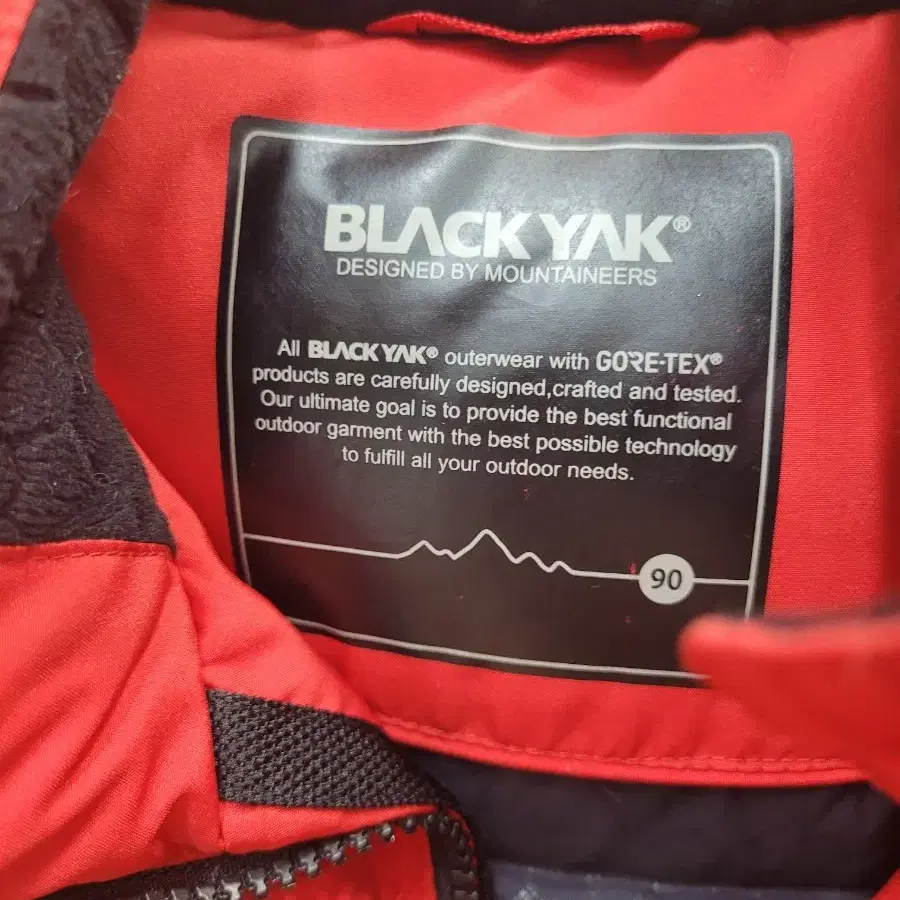 BLACK YAK®
DESIGNED BY MOUNTAINEERS
All BLACK YAK® outerwear with GORE-TEX®
products are carefully designed,crafted and tested.
Our ultimate goal is to provide the best functional
outdoor garment with the best possible technology
to fulfill all your outdoor needs.
90